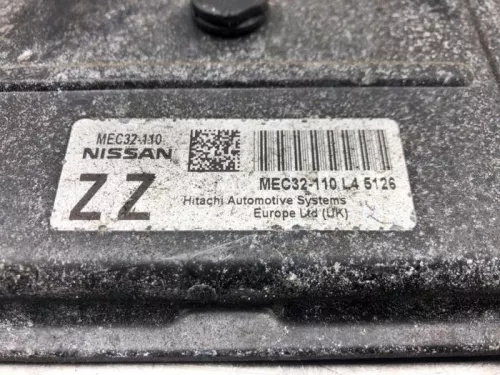 MEC32-110
NISSAN
ZZ
MEC32-110 L4 5126
Hitachi Automotive Systems
Europe Ltd (UK)